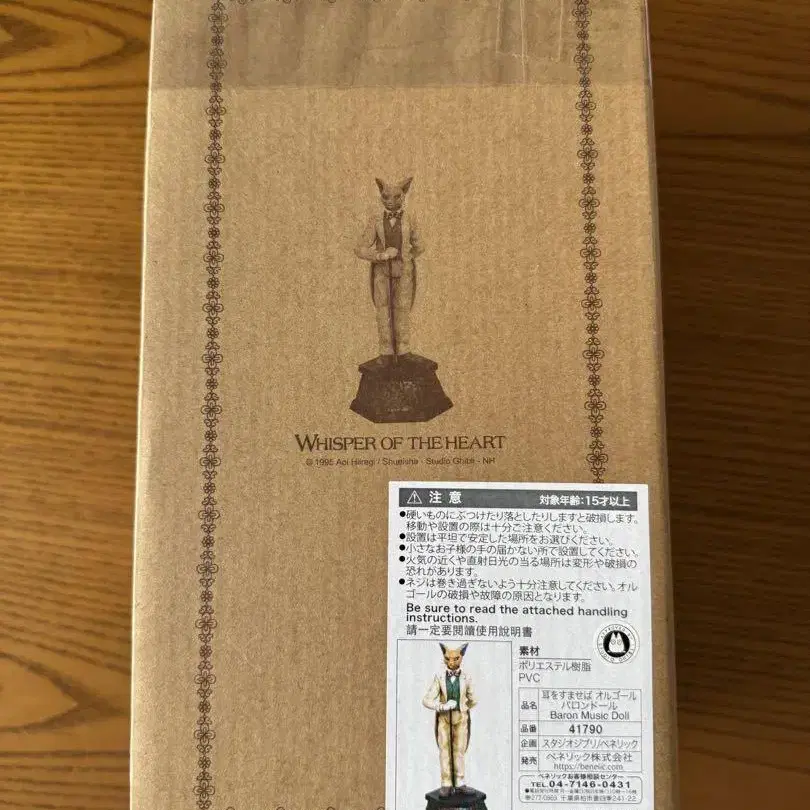 WHISPER OF THE HEART
© 1995 Aoi Hiiragi / Shueisha · Studio Ghibli · NH
⚠ 注意 対象年齢:15才以上
●硬いものにぶつけたり落としたりしますと破損します。
移動や設置の際は十分ご注意ください。
●設置は平坦で安定した場所をお選びください。
●小さなお子様の手の届かない所で設置してください。
●火気の近くや直射日光の当る場所は変形や破損の
恐れがあります。
●ネジは巻き過ぎないよう十分注意してください。オル
ゴールの破損や故障の原因となります。
Be sure to read the attached handling
instructions.
請一定要閱讀使用說明書
素材
ポリエステル樹脂
PVC
品名 耳をすませば オルゴール
バロンドール
Baron Music Doll
品番 41790
企画 スタジオジブリ/ベネリック
発売 ベネリック株式会社
https://benelic.com
ベネリックお客様相談センター
TEL.04-7146-0431